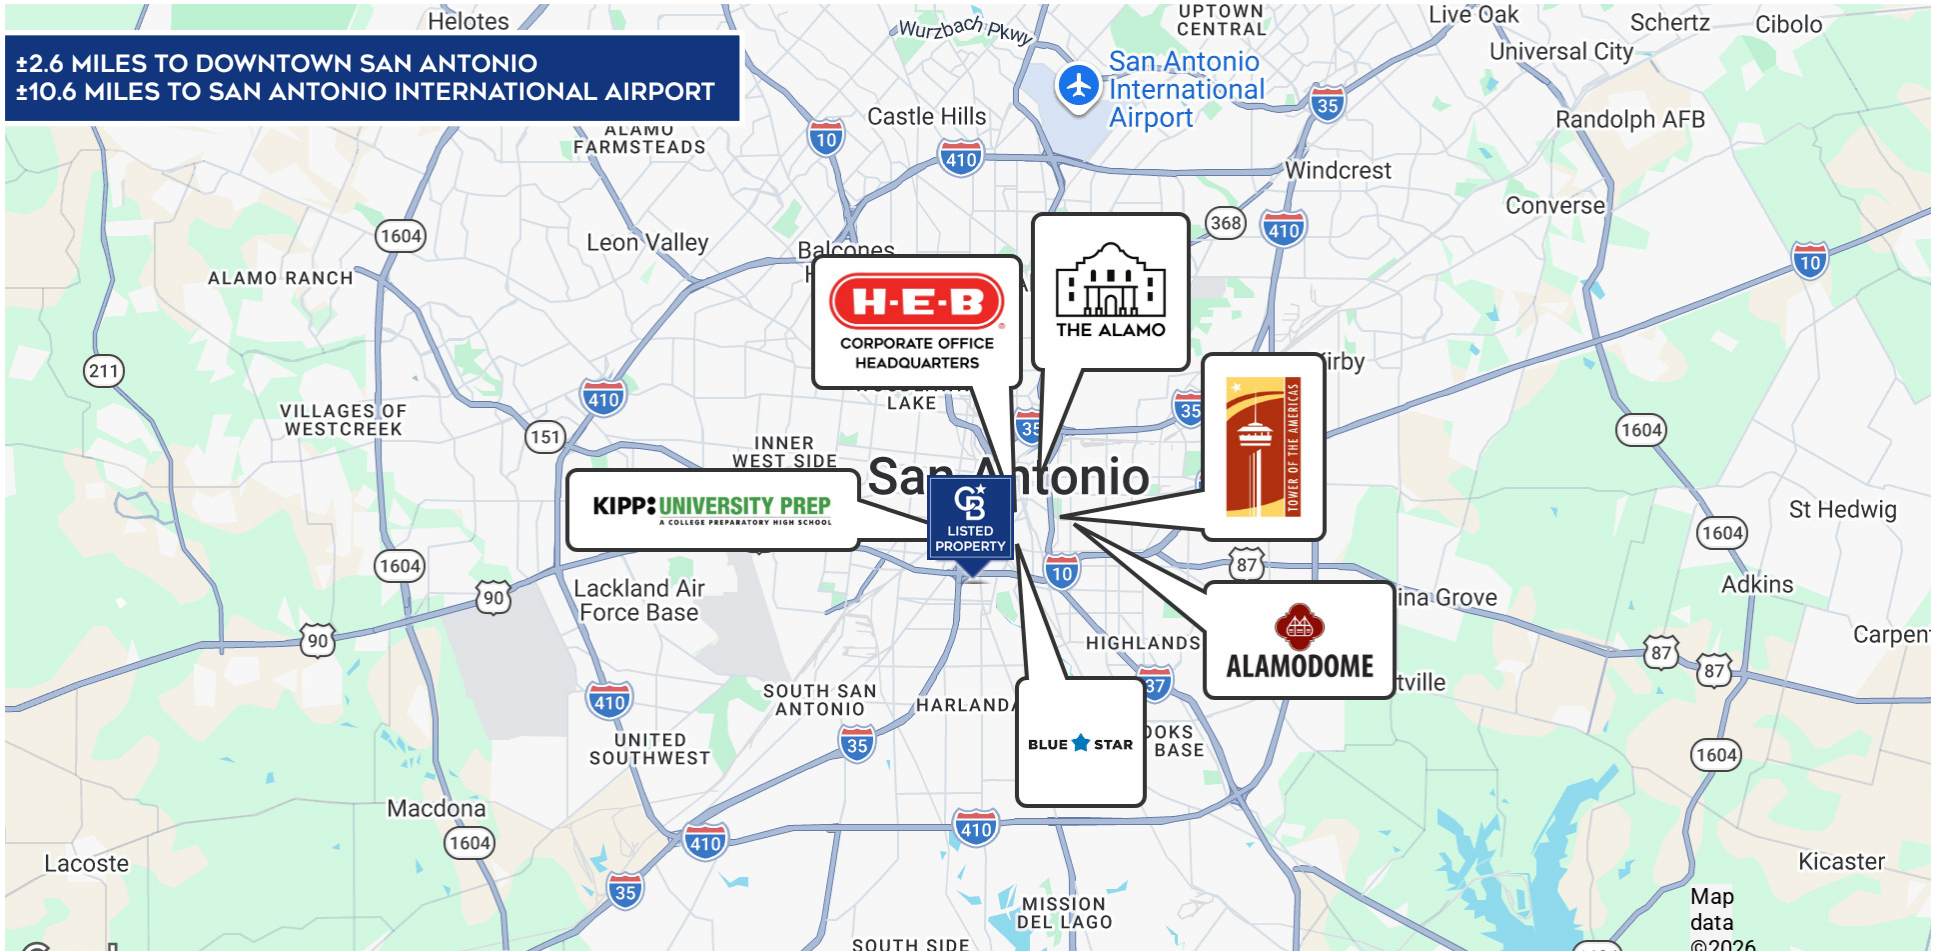 Helotes
Wurzbach Pkwy
UPTOWN
CENTRAL
Live Oak
Schertz
Cibolo
Universal City
±2.6 MILES TO DOWNTOWN SAN ANTONIO
±10.6 MILES TO SAN ANTONIO INTERNATIONAL AIRPORT
San Antonio
International
Airport
35
Castle Hills
Randolph AFB
ALAMO
FARMSTEADS
10
410
Windcrest
Converse
1604
368
410
Leon Valley
Balcones
10
ALAMO RANCH
H-E-B
CORPORATE OFFICE
HEADQUARTERS
THE ALAMO
211
410
LAKE
35
35
TOWER OF THE AMERICAS
VILLAGES OF
WESTCREEK
151
1604
INNER
WEST SIDE
San Antonio
KIPP:UNIVERSITY PREP
A COLLEGE PREPARATORY HIGH SCHOOL
CB
LISTED
PROPERTY
St Hedwig
1604
1604
90
Lackland Air
Force Base
10
87
Adkins
90
ALAMODOME
87
87
HIGHLANDS
37
410
SOUTH SAN
ANTONIO
35
UNITED
SOUTHWEST
BLUE STAR
BASE
1604
Macdona
1604
410
410
Lacoste
35
Kicaster
MISSION
DEL LAGO
SOUTH SIDE
Map
data
©2026